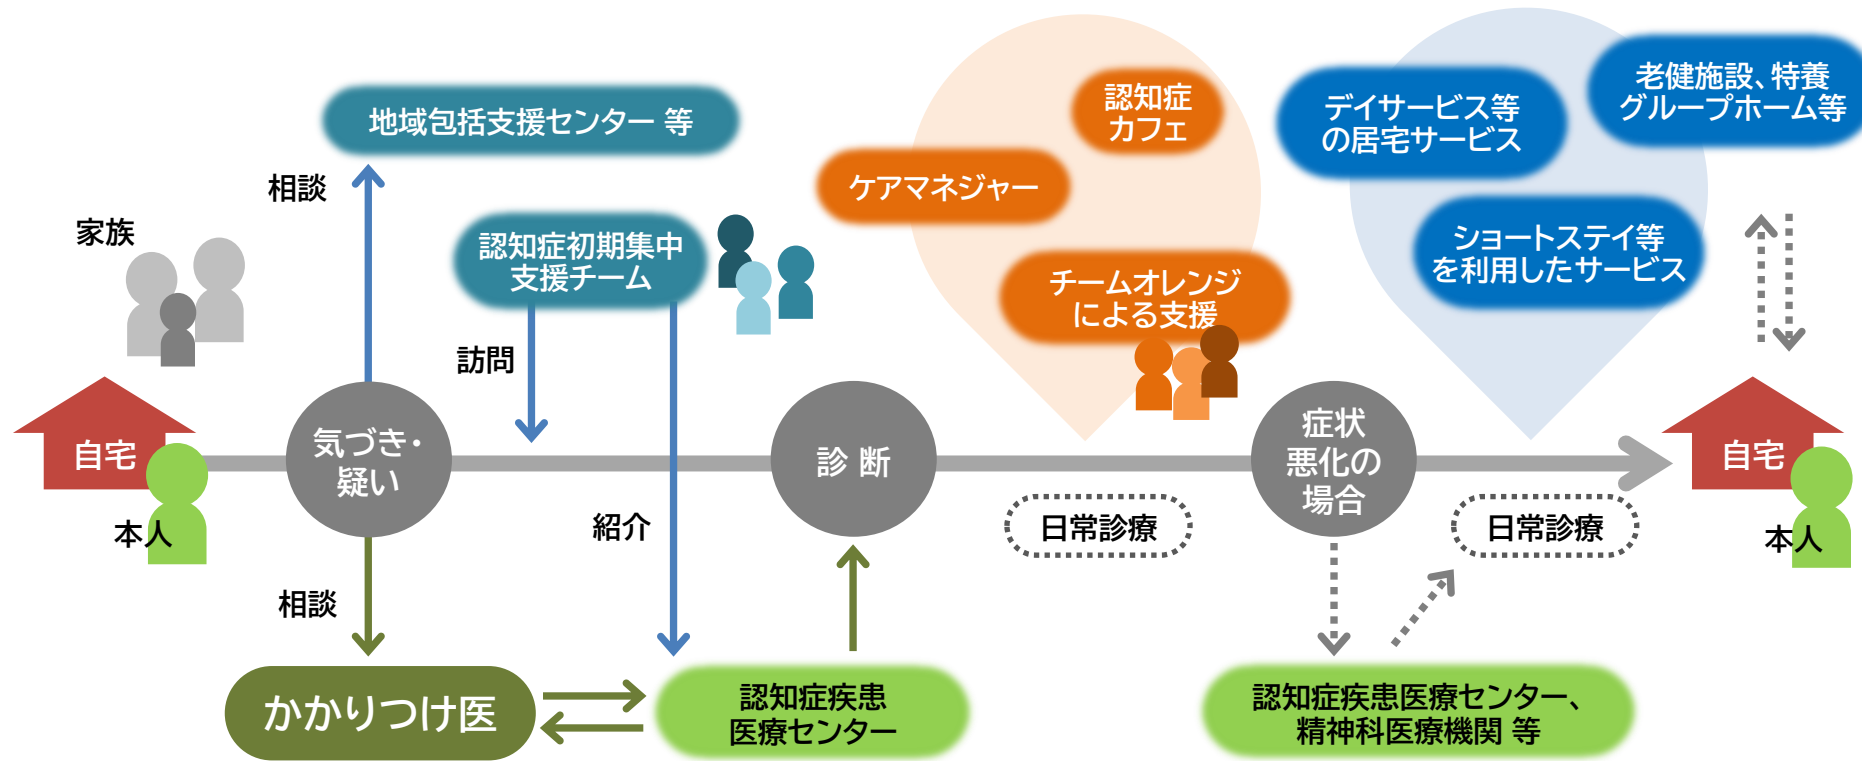 地域包括支援センター 等
相談
家族
認知症初期集中
支援チーム
訪問
自宅
本人
気づき・
疑い
相談
かかりつけ医
紹介
認知症疾患
医療センター
診 断
認知症
カフェ
ケアマネジャー
チームオレンジ
による支援
日常診療
症状
悪化の
場合
デイサービス等
の居宅サービス
老健施設、特養
グループホーム等
ショートステイ等
を利用したサービス
日常診療
認知症疾患医療センター、
精神科医療機関 等
自宅
本人